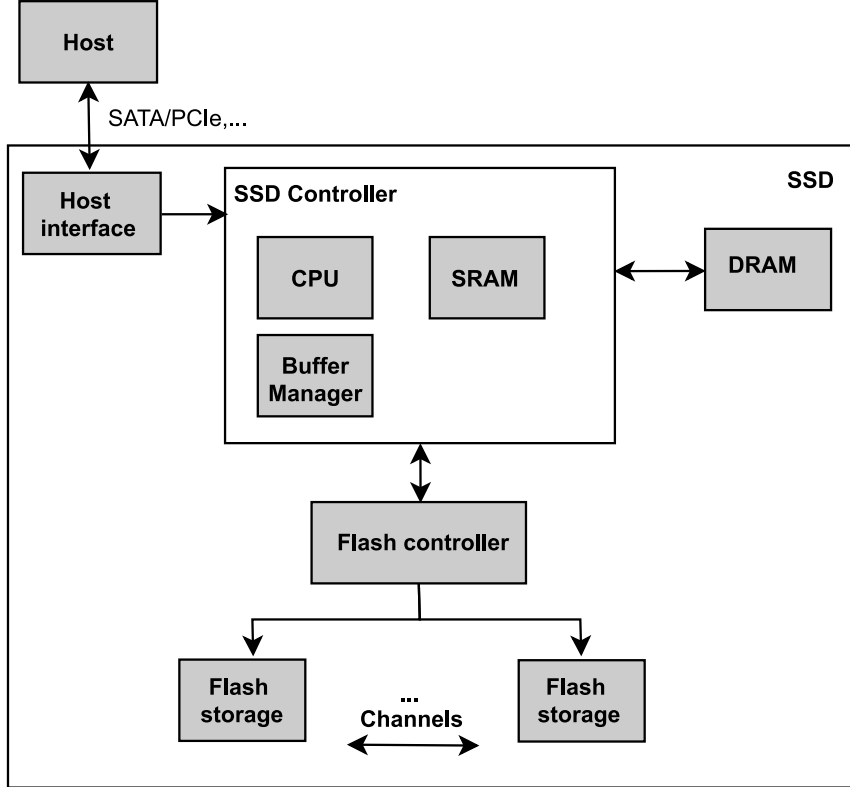 Host
SATA/PCIe,...
SSD
Host
interface
SSD Controller
CPU
SRAM
DRAM
Buffer
Manager
Flash controller
Flash
storage
...
Channels
Flash
storage